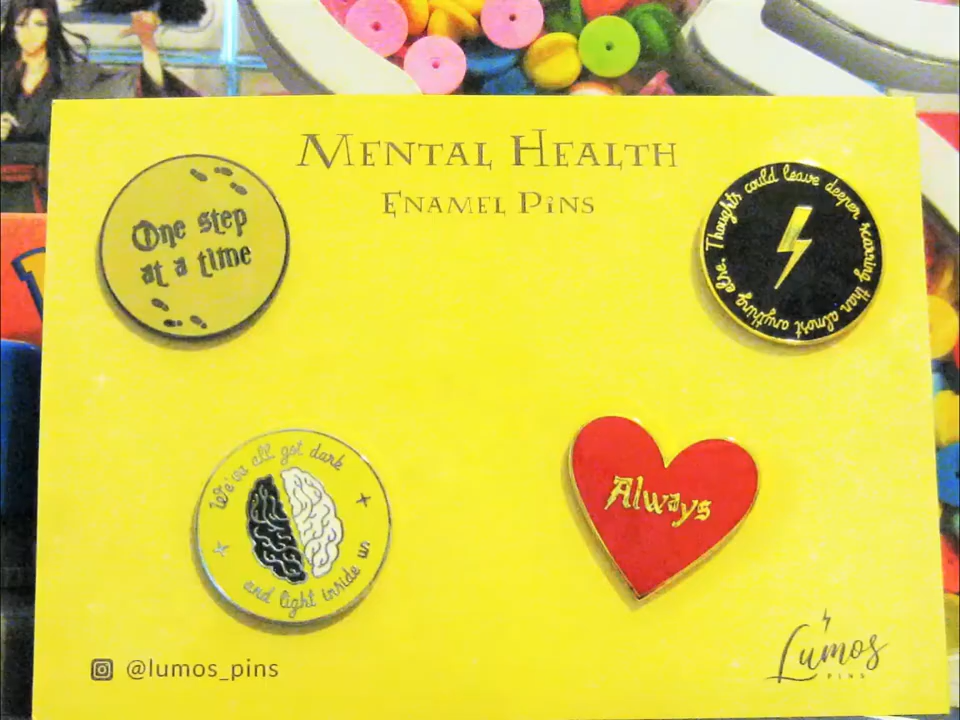 MENTAL HEALTH
ENAMEL PINS
One step
at a time
Thoughts could leave deeper scarring than almost anything else.
We've all got dark
and light inside us
Always
@lumos_pins
Lumos
PINS